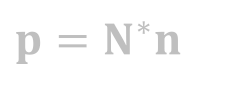 p = N*n